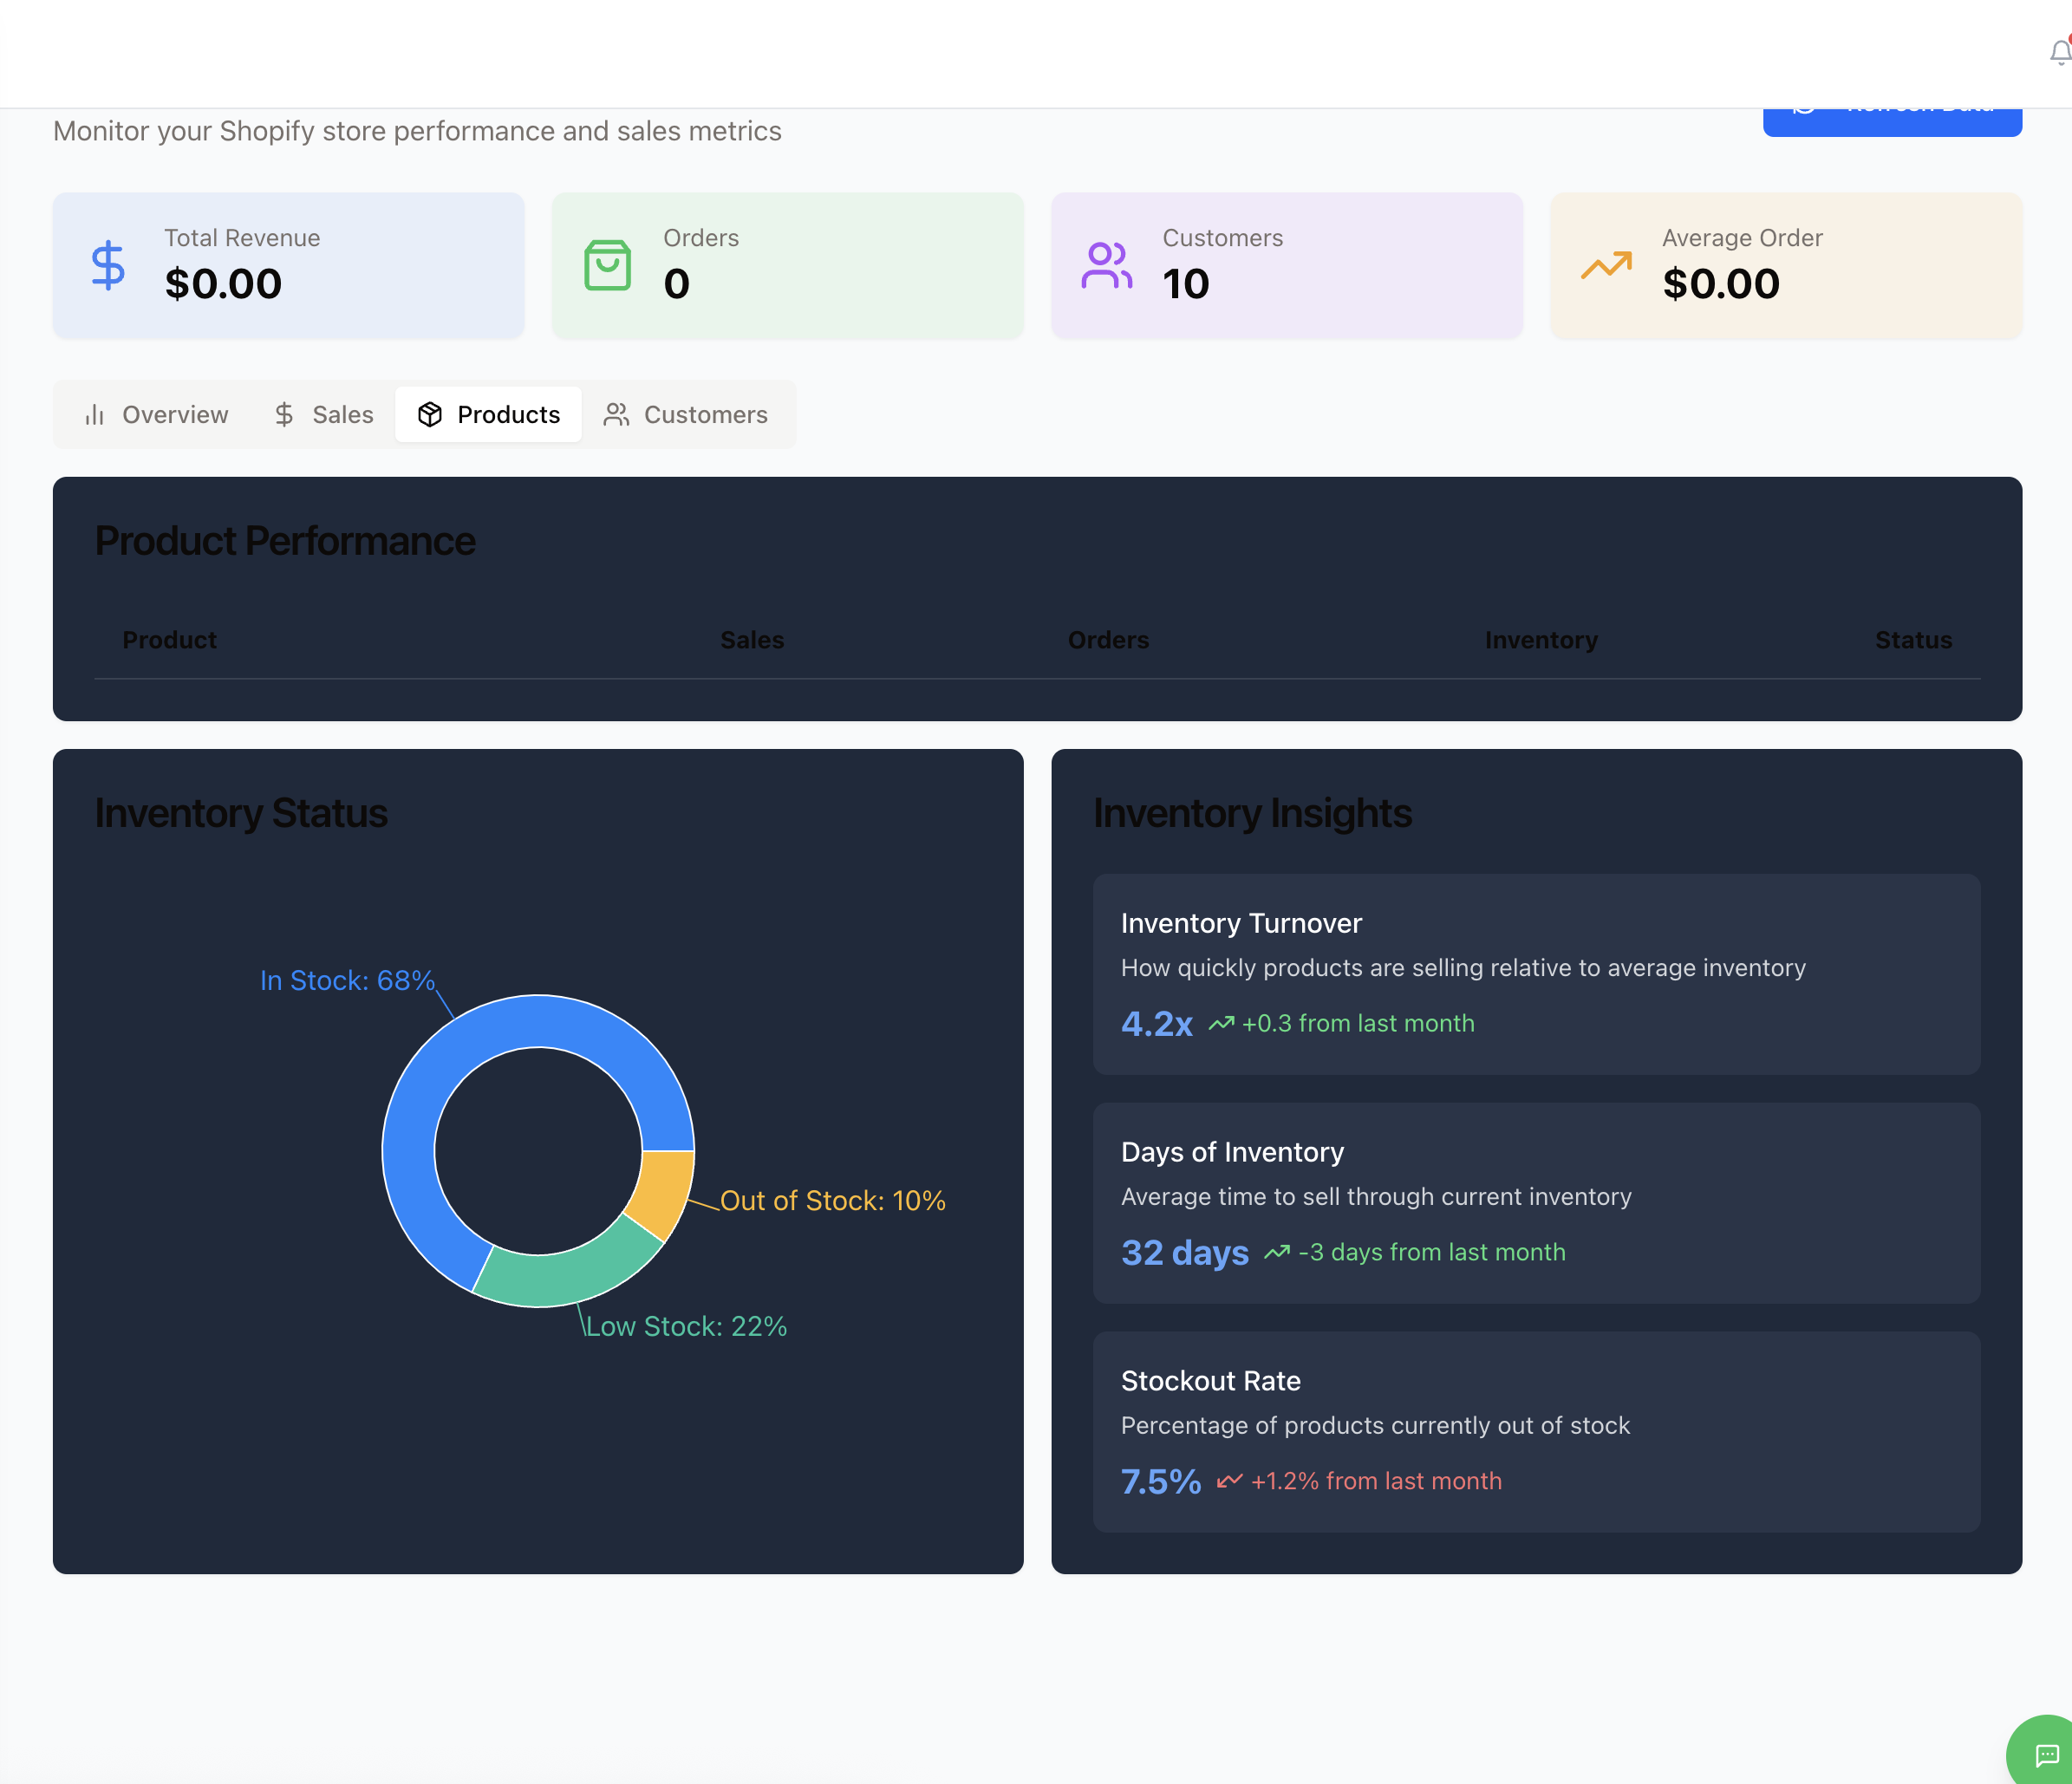 Monitor your Shopify store performance and sales metrics
Refresh Data
Total Revenue
$0.00
Orders
0
Customers
10
Average Order
$0.00
Overview
Sales
Products
Customers
Product Performance
Product Sales Orders Inventory Status
Inventory Status
In Stock: 68%
Out of Stock: 10%
Low Stock: 22%
Inventory Insights
Inventory Turnover
How quickly products are selling relative to average inventory
4.2x +0.3 from last month
Days of Inventory
Average time to sell through current inventory
32 days -3 days from last month
Stockout Rate
Percentage of products currently out of stock
7.5% +1.2% from last month